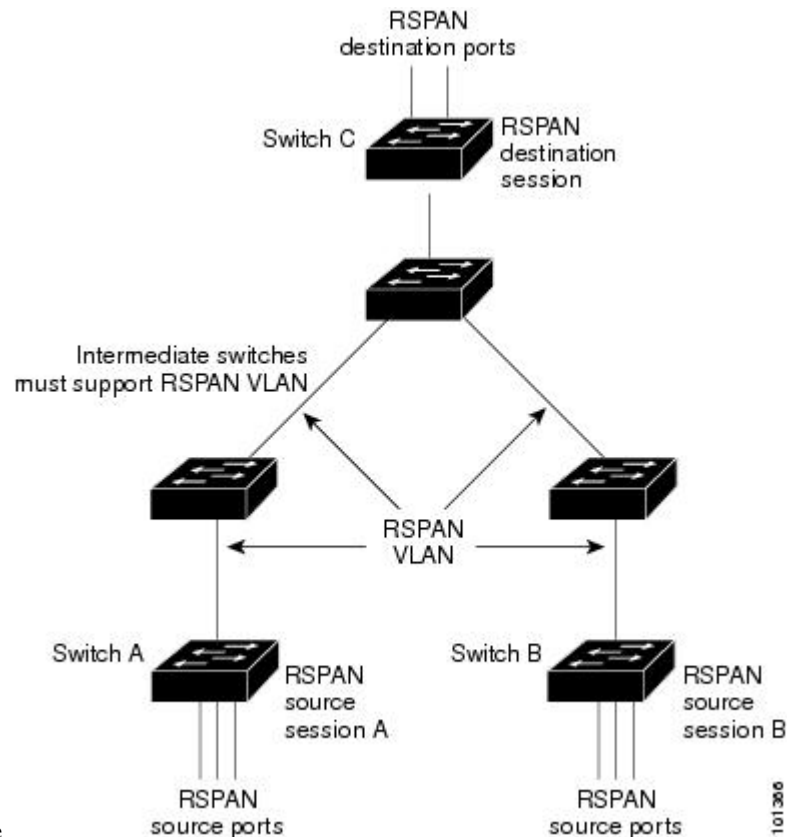 RSPAN
destination ports
Switch C
RSPAN
destination
session
Intermediate switches
must support RSPAN VLAN
RSPAN
VLAN
Switch A
RSPAN
source
session A
Switch B
RSPAN
source
session B
RSPAN
source ports
RSPAN
source ports
101366